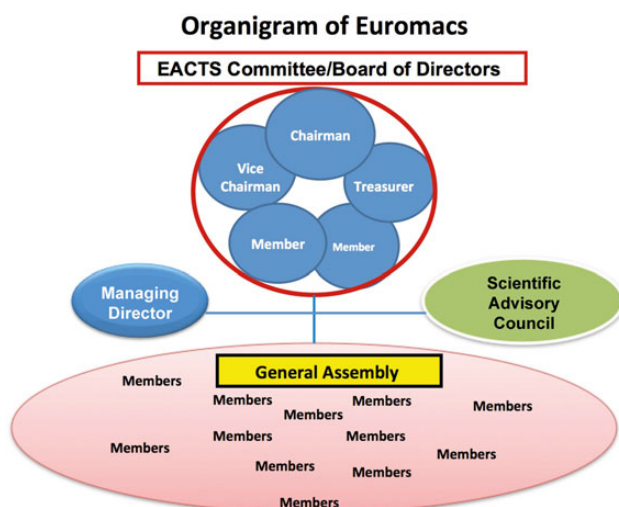 Organigram of Euromacs
EACTS Committee/Board of Directors
Chairman
Vice
Chairman
Treasurer
Member
Member
Managing
Director
Scientific
Advisory
Council
General Assembly
Members
Members
Members
Members
Members
Members
Members
Members
Members
Members
Members
Members